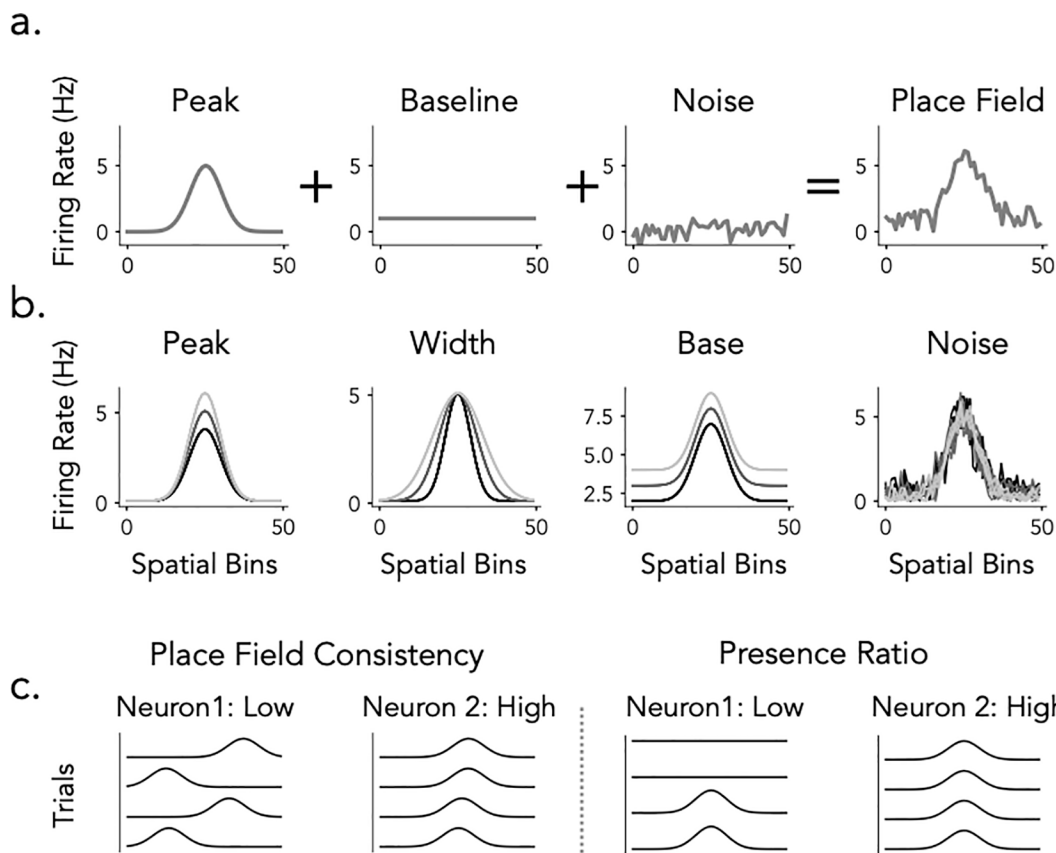 a.
Peak
Baseline
Noise
Place Field
Firing Rate (Hz)
5
0
0
50
5
0
0
50
5
0
0
50
5
0
0
50
b.
Peak
Width
Base
Noise
Firing Rate (Hz)
5
0
0
50
5
0
0
50
7.5
5.0
2.5
0
50
5
0
0
50
Spatial Bins
Spatial Bins
Spatial Bins
Spatial Bins
Place Field Consistency
Presence Ratio
c.
Neuron1: Low
Neuron 2: High
Neuron1: Low
Neuron 2: High
Trials